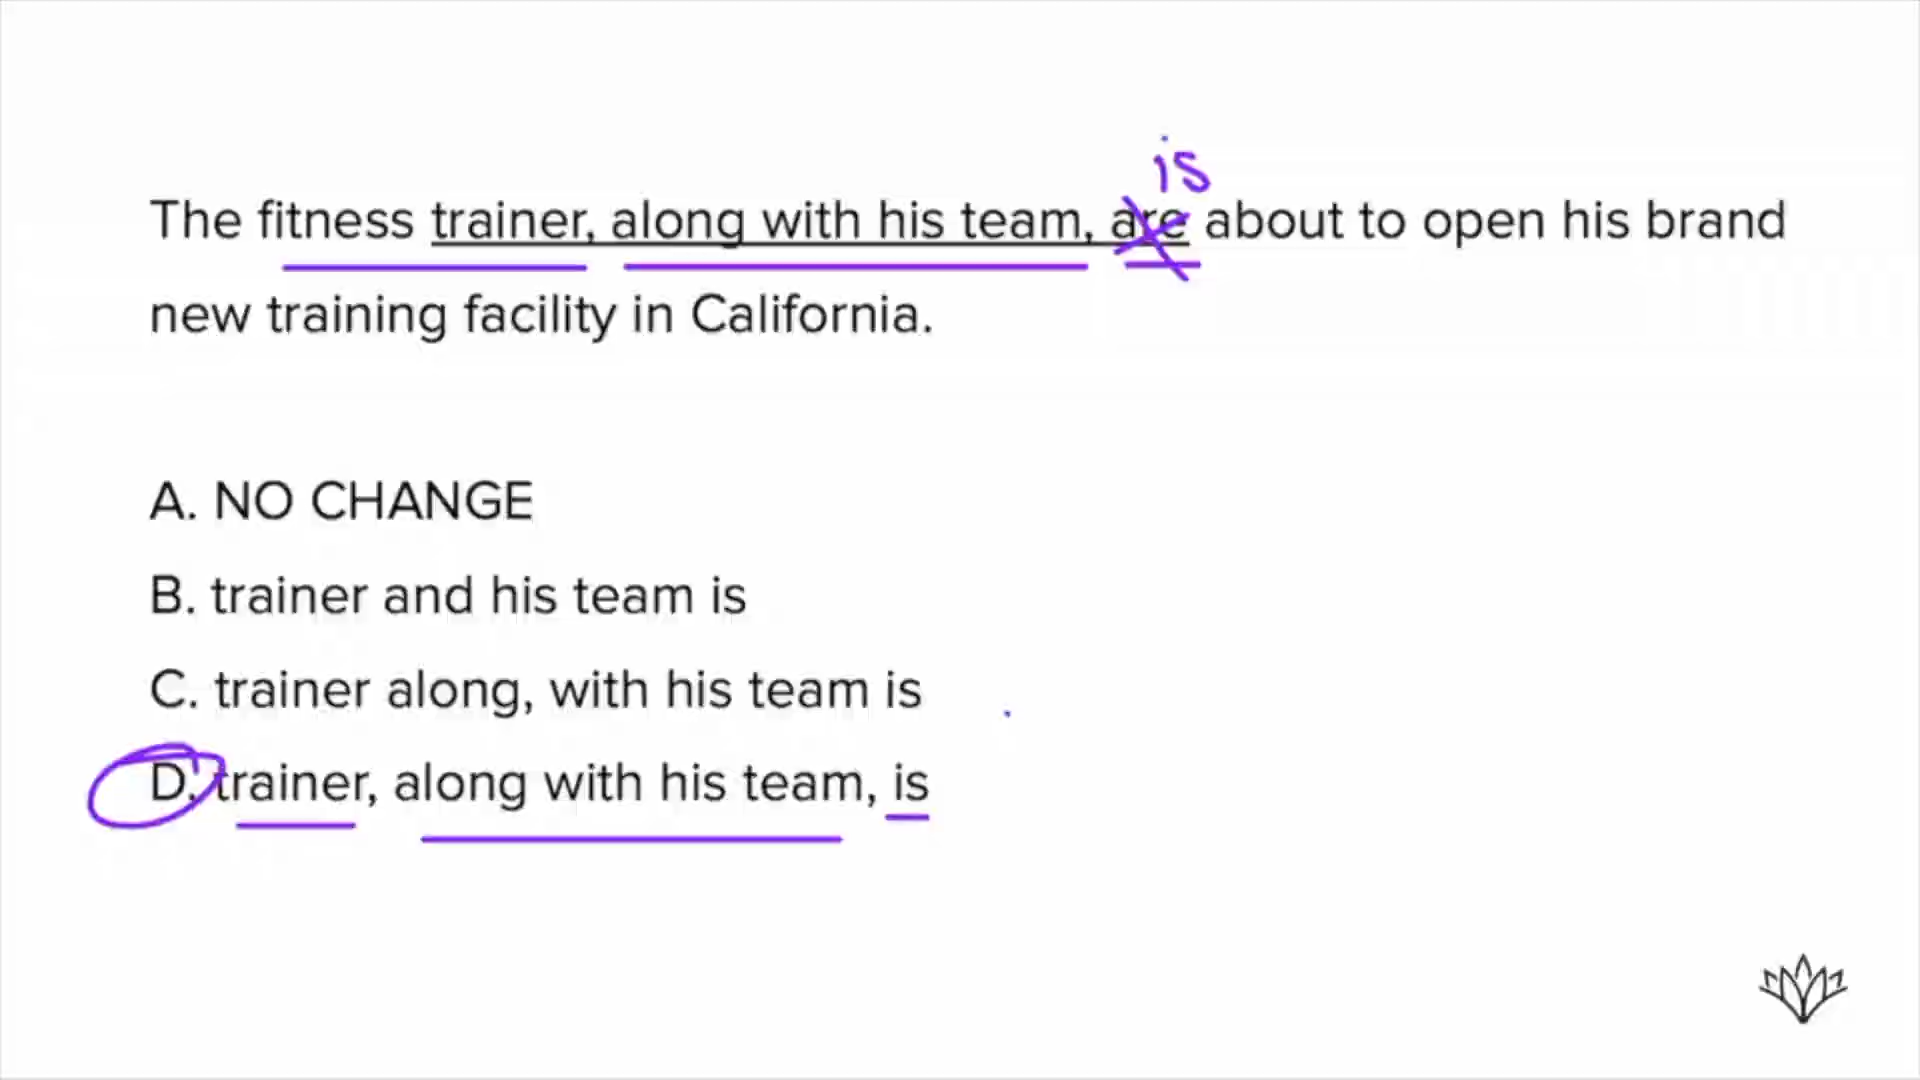 is
The fitness trainer, along with his team, are about to open his brand
new training facility in California.
A. NO CHANGE
B. trainer and his team is
C. trainer along, with his team is
D. trainer, along with his team, is